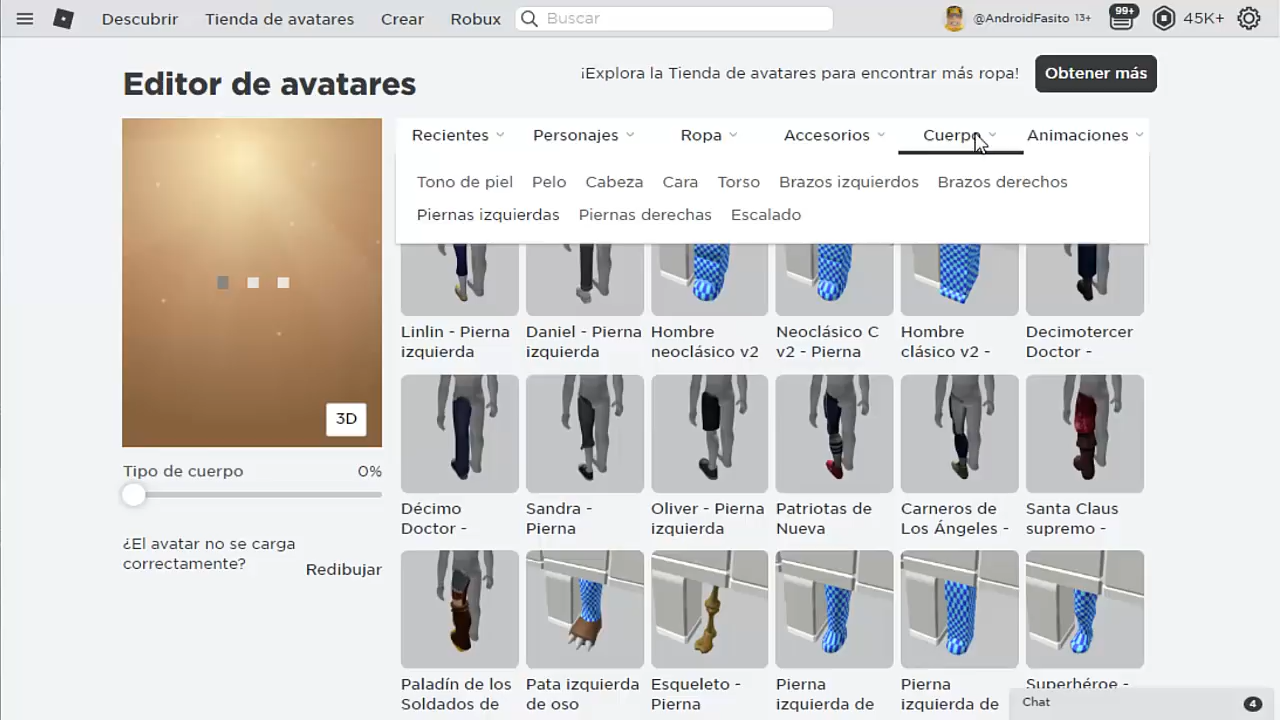 Descubrir Tienda de avatares Crear Robux Buscar @AndroidFasito 13+ 99+ 45K+
Editor de avatares
¡Explora la Tienda de avatares para encontrar más ropa! Obtener más
Recientes Personajes Ropa Accesorios Cuerpo Animaciones
Tono de piel Pelo Cabeza Cara Torso Brazos izquierdos Brazos derechos
Piernas izquierdas Piernas derechas Escalado
3D
Tipo de cuerpo 0%
¿El avatar no se carga
correctamente?
Redibujar
Linlin - Pierna
izquierda
Daniel - Pierna
izquierda
Hombre
neoclásico v2
Neoclásico C
v2 - Pierna
Hombre
clásico v2 -
Decimotercer
Doctor -
Décimo
Doctor -
Sandra -
Pierna
Oliver - Pierna
izquierda
Patriotas de
Nueva
Carneros de
Los Ángeles -
Santa Claus
supremo -
Paladín de los
Soldados de
Pata izquierda
de oso
Esqueleto -
Pierna
Pierna
izquierda de
Pierna
izquierda de
Superhéroe -
Chat 4